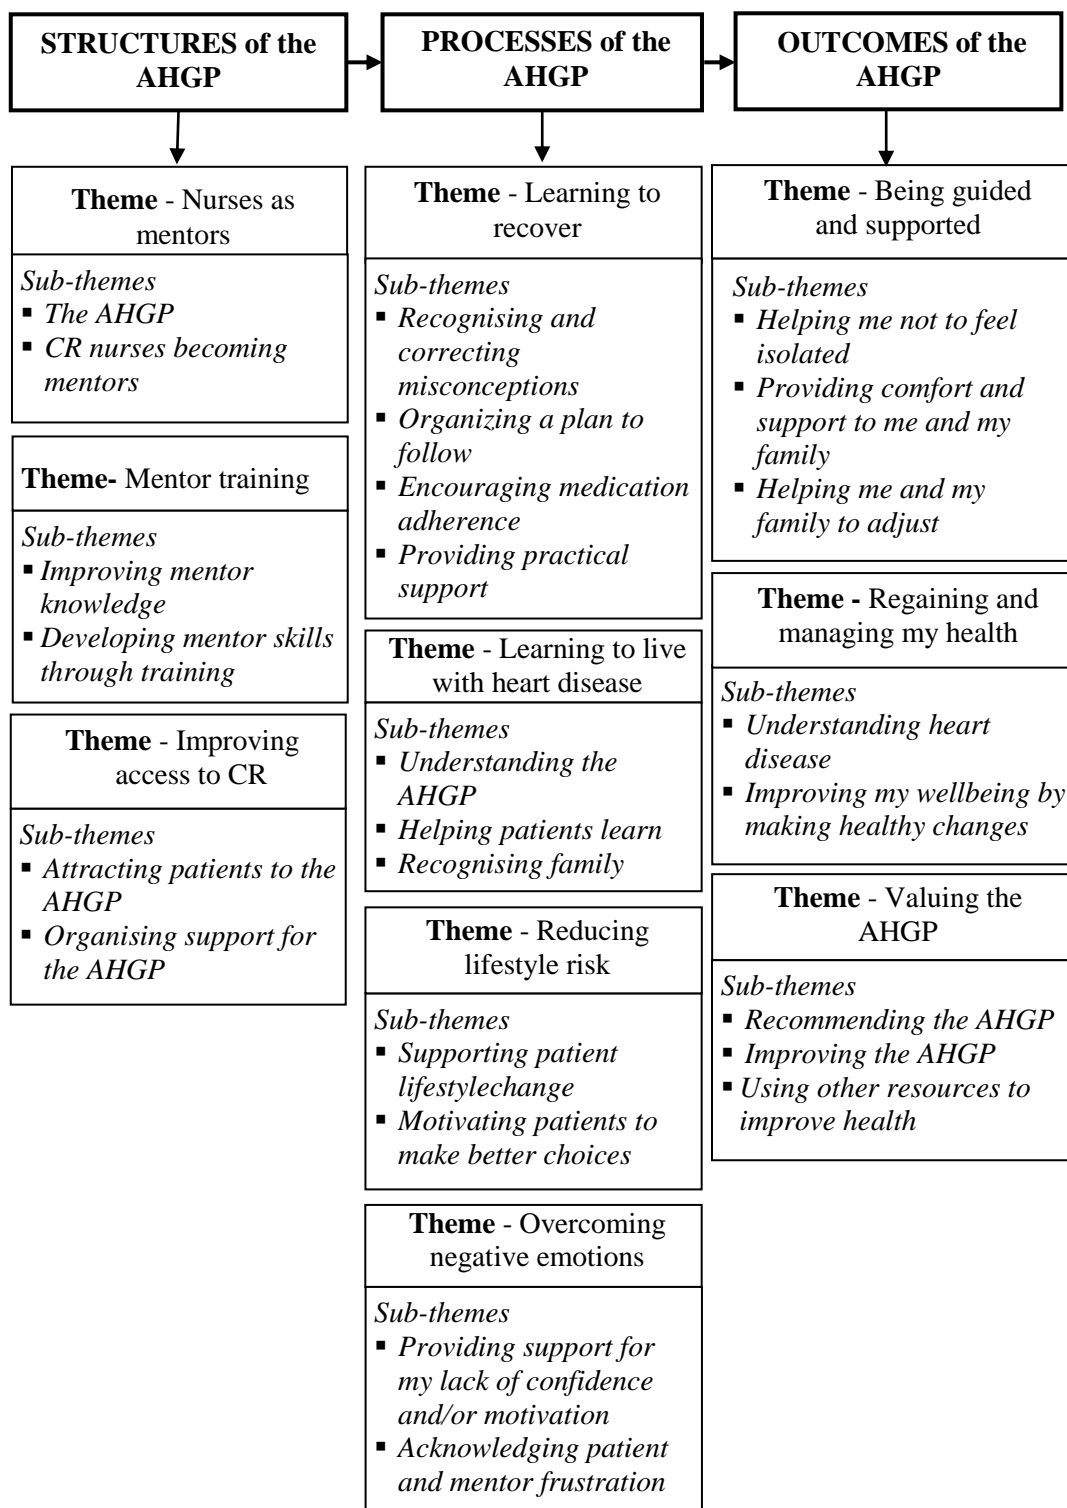 STRUCTURES of the
AHGP
PROCESSES of the
AHGP
OUTCOMES of the
AHGP
Theme - Nurses as
mentors
Sub-themes
▪ The AHGP
▪ CR nurses becoming
mentors
Theme- Mentor training
Sub-themes
▪ Improving mentor
knowledge
▪ Developing mentor skills
through training
Theme - Improving
access to CR
Sub-themes
▪ Attracting patients to the
AHGP
▪ Organising support for
the AHGP
Theme - Learning to
recover
Sub-themes
▪ Recognising and
correcting
misconceptions
▪ Organizing a plan to
follow
▪ Encouraging medication
adherence
▪ Providing practical
support
Theme - Learning to live
with heart disease
Sub-themes
▪ Understanding the
AHGP
▪ Helping patients learn
▪ Recognising family
Theme - Reducing
lifestyle risk
Sub-themes
▪ Supporting patient
lifestylechange
▪ Motivating patients to
make better choices
Theme - Overcoming
negative emotions
Sub-themes
▪ Providing support for
my lack of confidence
and/or motivation
▪ Acknowledging patient
and mentor frustration
Theme - Being guided
and supported
Sub-themes
▪ Helping me not to feel
isolated
▪ Providing comfort and
support to me and my
family
▪ Helping me and my
family to adjust
Theme - Regaining and
managing my health
Sub-themes
▪ Understanding heart
disease
▪ Improving my wellbeing by
making healthy changes
Theme - Valuing the
AHGP
Sub-themes
▪ Recommending the AHGP
▪ Improving the AHGP
▪ Using other resources to
improve health